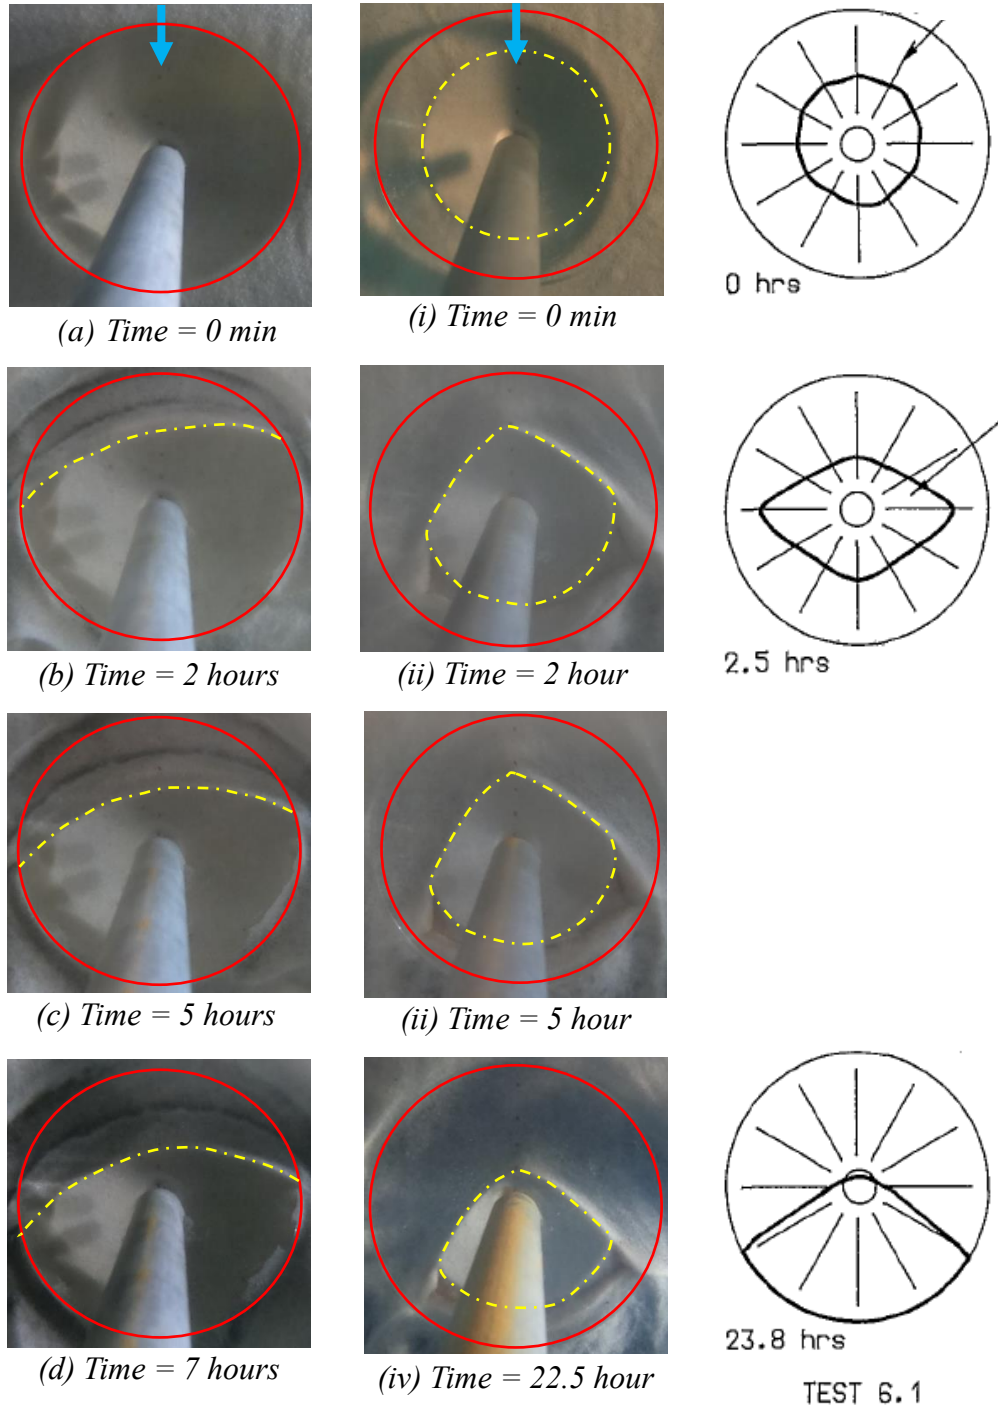 (a) Time = 0 min
(i) Time = 0 min
0 hrs
(b) Time = 2 hours
(ii) Time = 2 hour
2.5 hrs
(c) Time = 5 hours
(ii) Time = 5 hour
(d) Time = 7 hours
(iv) Time = 22.5 hour
23.8 hrs
TEST 6.1